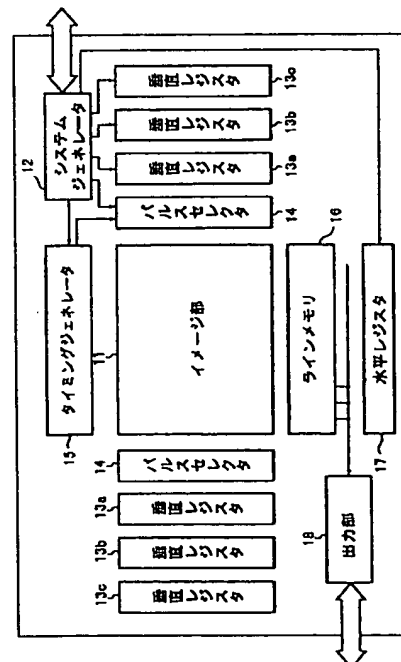 12
システム
ジェネレータ
垂直レジスタ
13c
垂直レジスタ
13b
垂直レジスタ
13a
パルスセレクタ
14
タイミングジェネレータ
15
11
イメージ部
16
ラインメモリ
水平レジスタ
17
14
パルスセレクタ
13a
垂直レジスタ
13b
垂直レジスタ
13c
垂直レジスタ
18
出力部